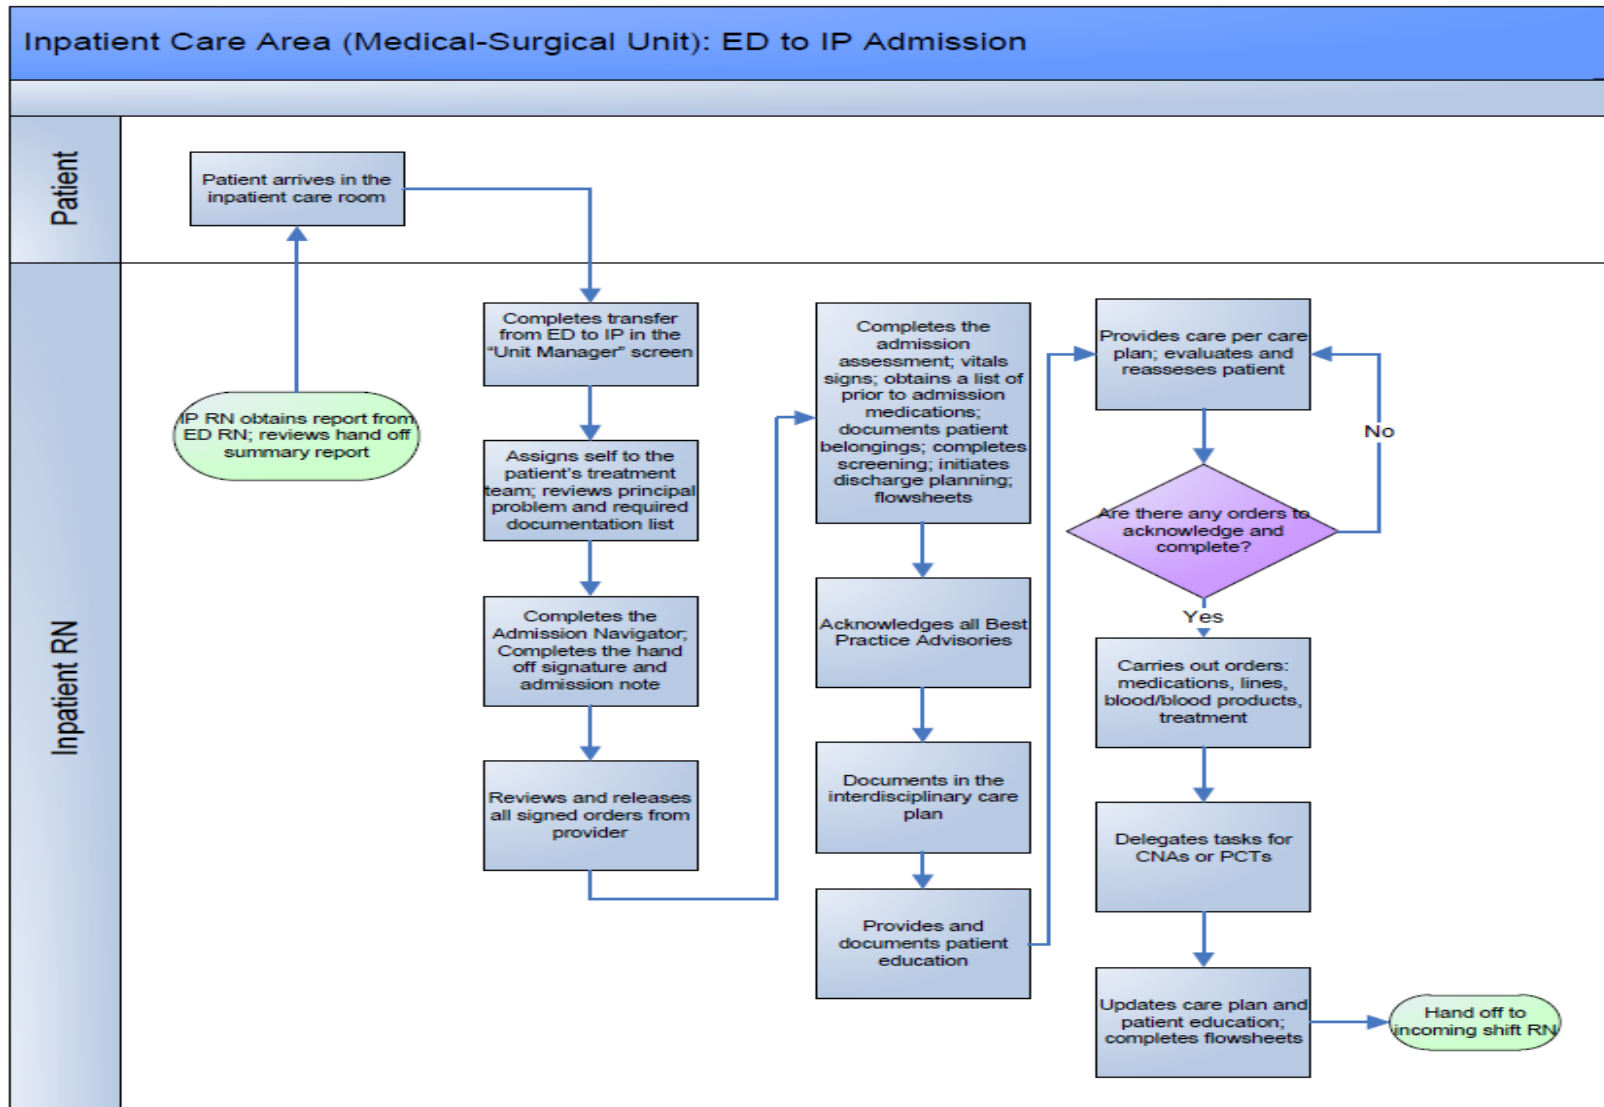 Inpatient Care Area (Medical-Surgical Unit): ED to IP Admission
Patient
Patient arrives in the
inpatient care room
Inpatient RN
IP RN obtains report from
ED RN; reviews hand off
summary report
Completes transfer
from ED to IP in the
“Unit Manager” screen
Assigns self to the
patient's treatment
team; reviews principal
problem and required
documentation list
Completes the
Admission Navigator;
Completes the hand
off signature and
admission note
Reviews and releases
all signed orders from
provider
Completes the
admission
assessment; vitals
signs; obtains a list of
prior to admission
medications;
documents patient
belongings; completes
screening; initiates
discharge planning;
flowsheets
Acknowledges all Best
Practice Advisories
Documents in the
interdisciplinary care
plan
Provides and
documents patient
education
Provides care per care
plan; evaluates and
reasseses patient
No
Are there any orders to
acknowledge and
complete?
Yes
Carries out orders:
medications, lines,
blood/blood products,
treatment
Delegates tasks for
CNAs or PCTs
Updates care plan and
patient education;
completes flowsheets
Hand off to
incoming shift RN